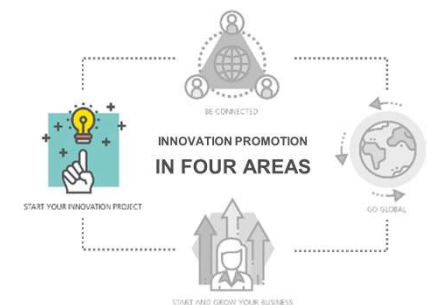 BE CONNECTED
INNOVATION PROMOTION
IN FOUR AREAS
START YOUR INNOVATION PROJECT
GO GLOBAL
START AND GROW YOUR BUSINESS